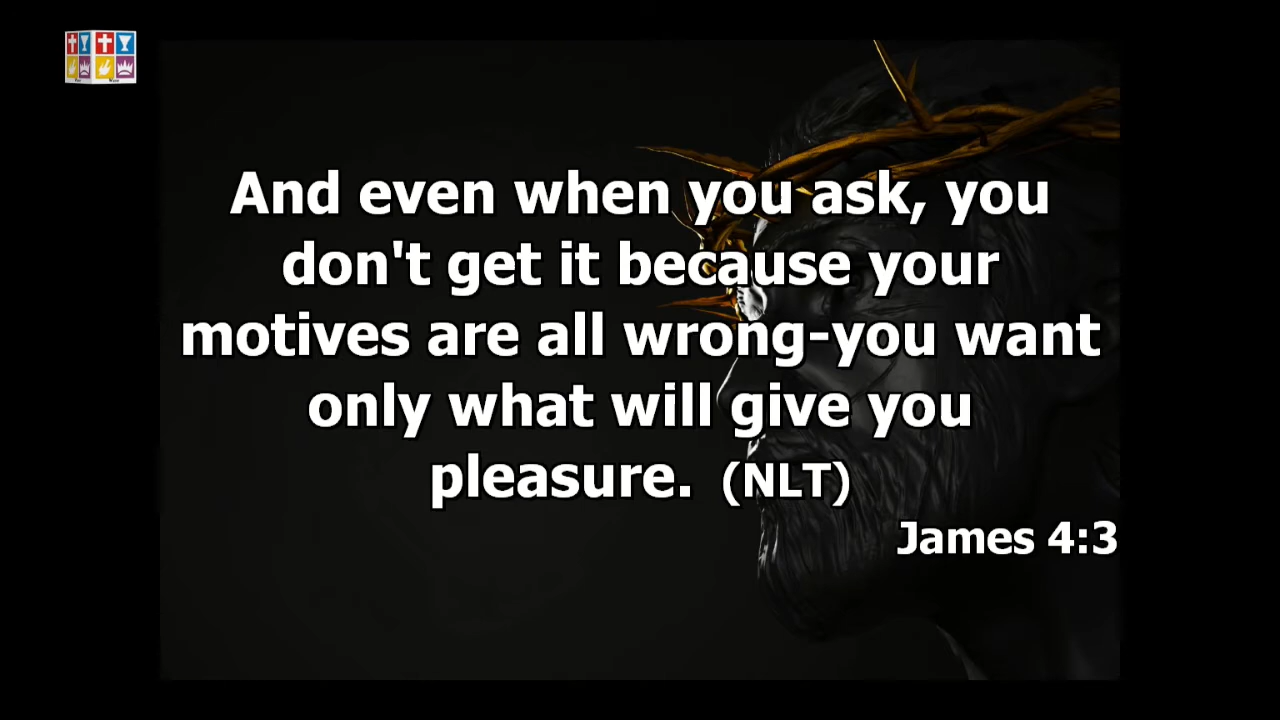 And even when you ask, you
don't get it because your
motives are all wrong-you want
only what will give you
pleasure. (NLT)
James 4:3